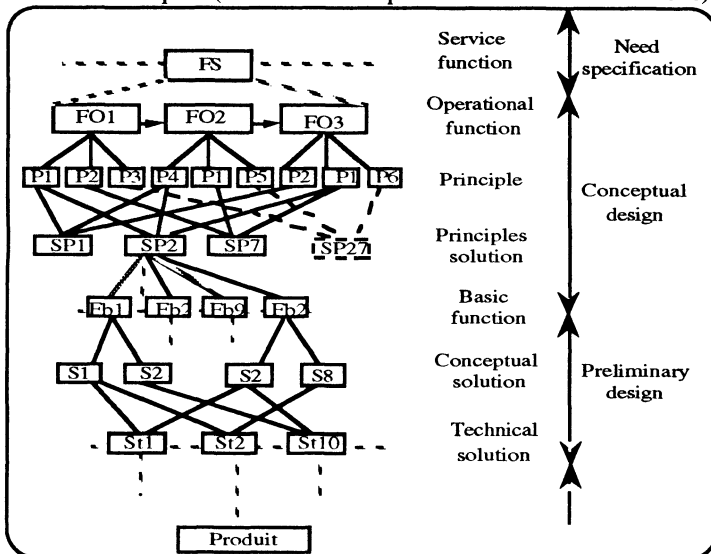 Service
function
Need
specification
FS
Operational
function
FO1 FO2 FO3
P1 P2 P3 P4 P1 P5 P2 P1 P6
Principle
Conceptual
design
SP1 SP2 SP7 SP27
Principles
solution
Basic
function
Fb1 Fb2 Fb9 Fb2
Conceptual
solution
Preliminary
design
S1 S2 S2 S8
Technical
solution
St1 St2 St10
Produit